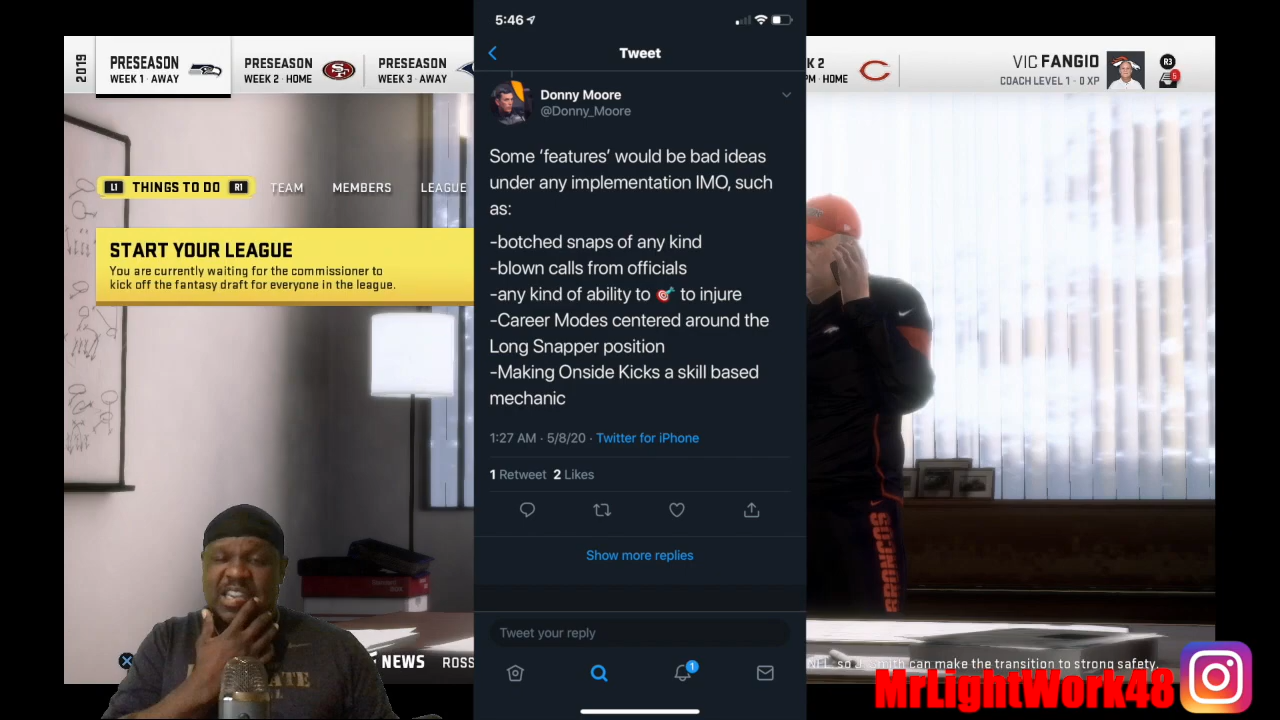 5:46
Tweet
2019
PRESEASON
WEEK 1 · AWAY
PRESEASON
WEEK 2 · HOME
PRESEASON
WEEK 3 · AWAY
K 2
PM · HOME
VIC FANGIO
COACH LEVEL 1 · 0 XP
R3
Donny Moore
@Donny_Moore
Some ‘features’ would be bad ideas
under any implementation IMO, such
as:
-botched snaps of any kind
-blown calls from officials
-any kind of ability to 🎯 to injure
-Career Modes centered around the
Long Snapper position
-Making Onside Kicks a skill based
mechanic
1:27 AM · 5/8/20 · Twitter for iPhone
1 Retweet 2 Likes
Show more replies
Tweet your reply
1
L1 THINGS TO DO R1 TEAM MEMBERS LEAGUE
START YOUR LEAGUE
You are currently waiting for the commissioner to
kick off the fantasy draft for everyone in the league.
BRONCOS
NEWS ROSS
NFL, so J. Smith can make the transition to strong safety.
MrLightWork48